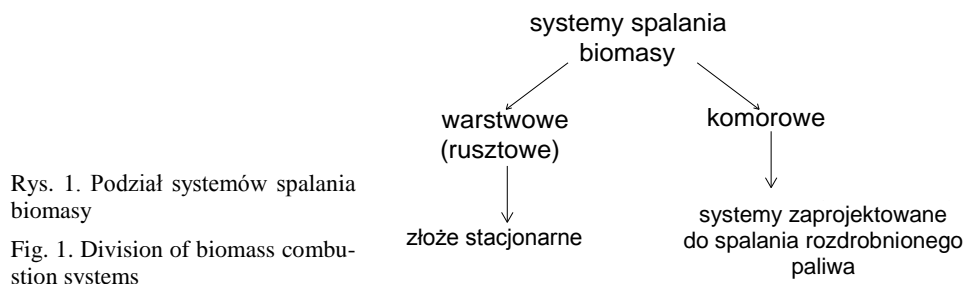 systemy spalania
biomasy
warstwowe
(rusztowe)
komorowe
złoże stacjonarne
systemy zaprojektowane
do spalania rozdrobnionego
paliwa
Rys. 1. Podział systemów spalania
biomasy
Fig. 1. Division of biomass combu-
stion systems